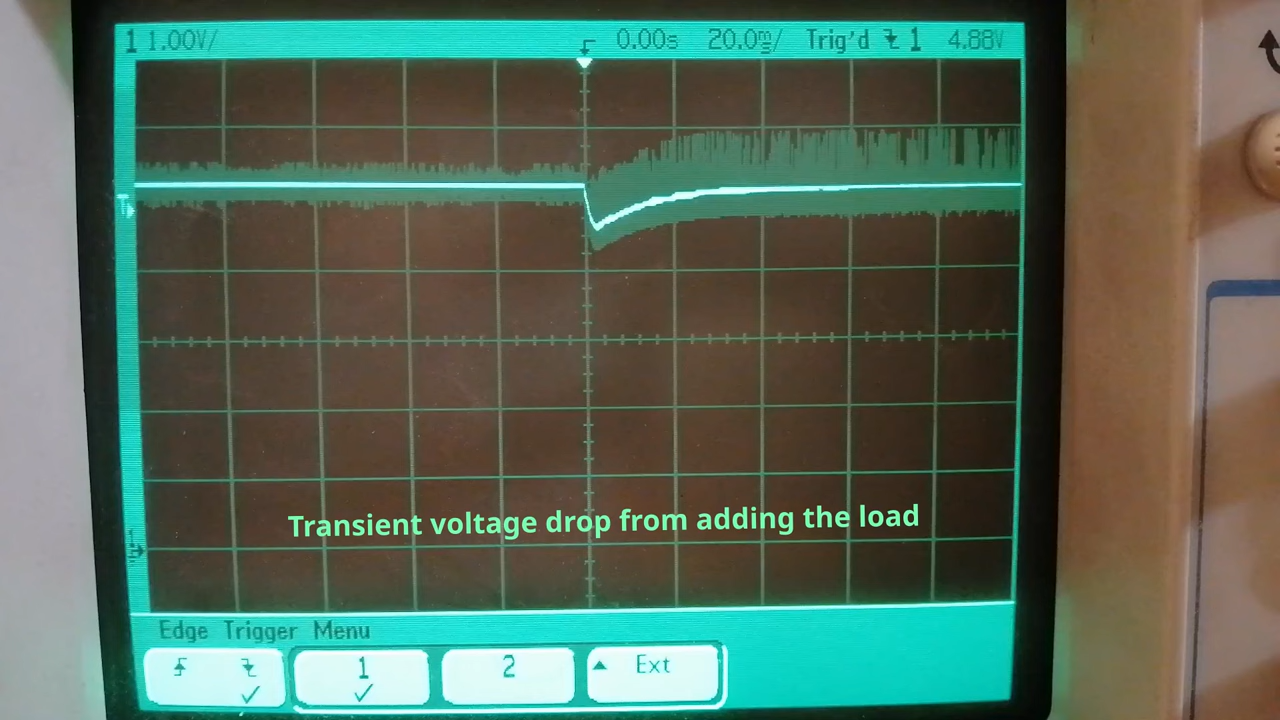 1 1.00V/ 0.00s 20.0ms/ Trig'd 1 4.88V
Transient voltage drop from adding the load
Edge Trigger Menu
1 2 Ext